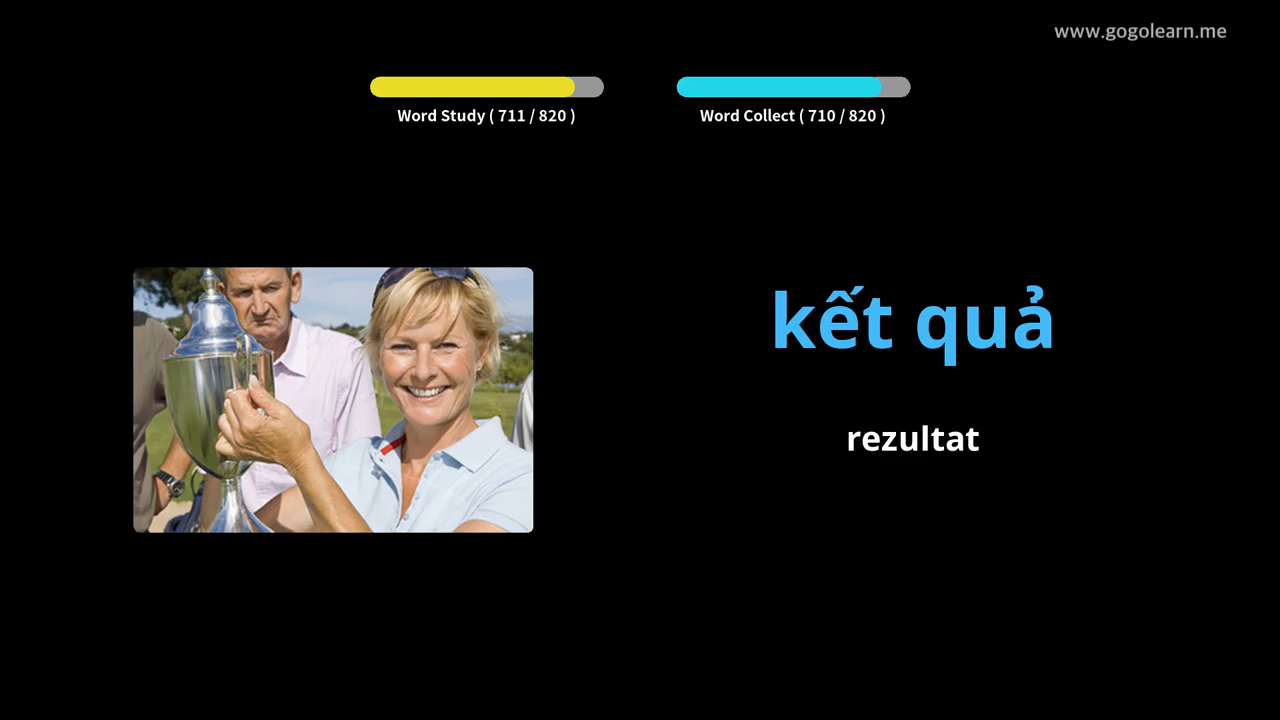 www.gogolearn.me
Word Study ( 711 / 820 )
Word Collect ( 710 / 820 )
kết quả
rezultat